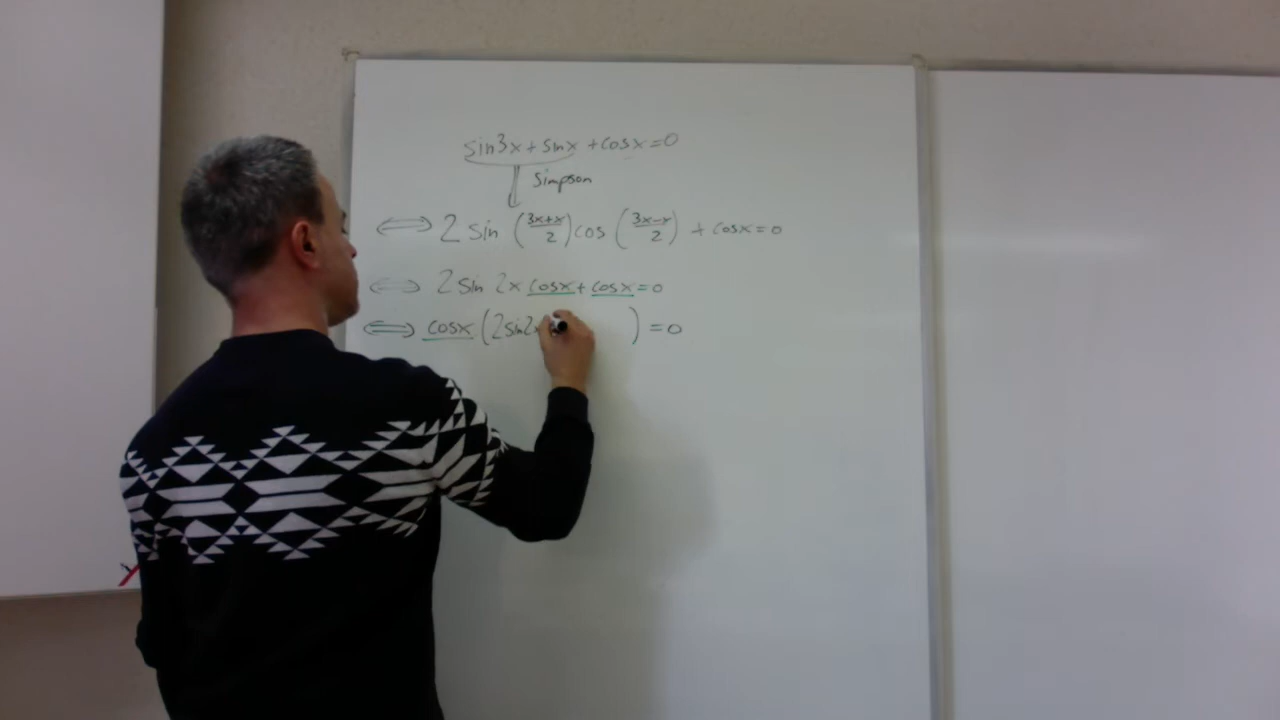 sin3x + sinx + cosx = 0
Simpson
⟺ 2 sin (3x+x/2) cos (3x-x/2) + cosx = 0
⟺ 2 sin 2x cosx + cosx = 0
⟺ cosx (2sin2x ) = 0